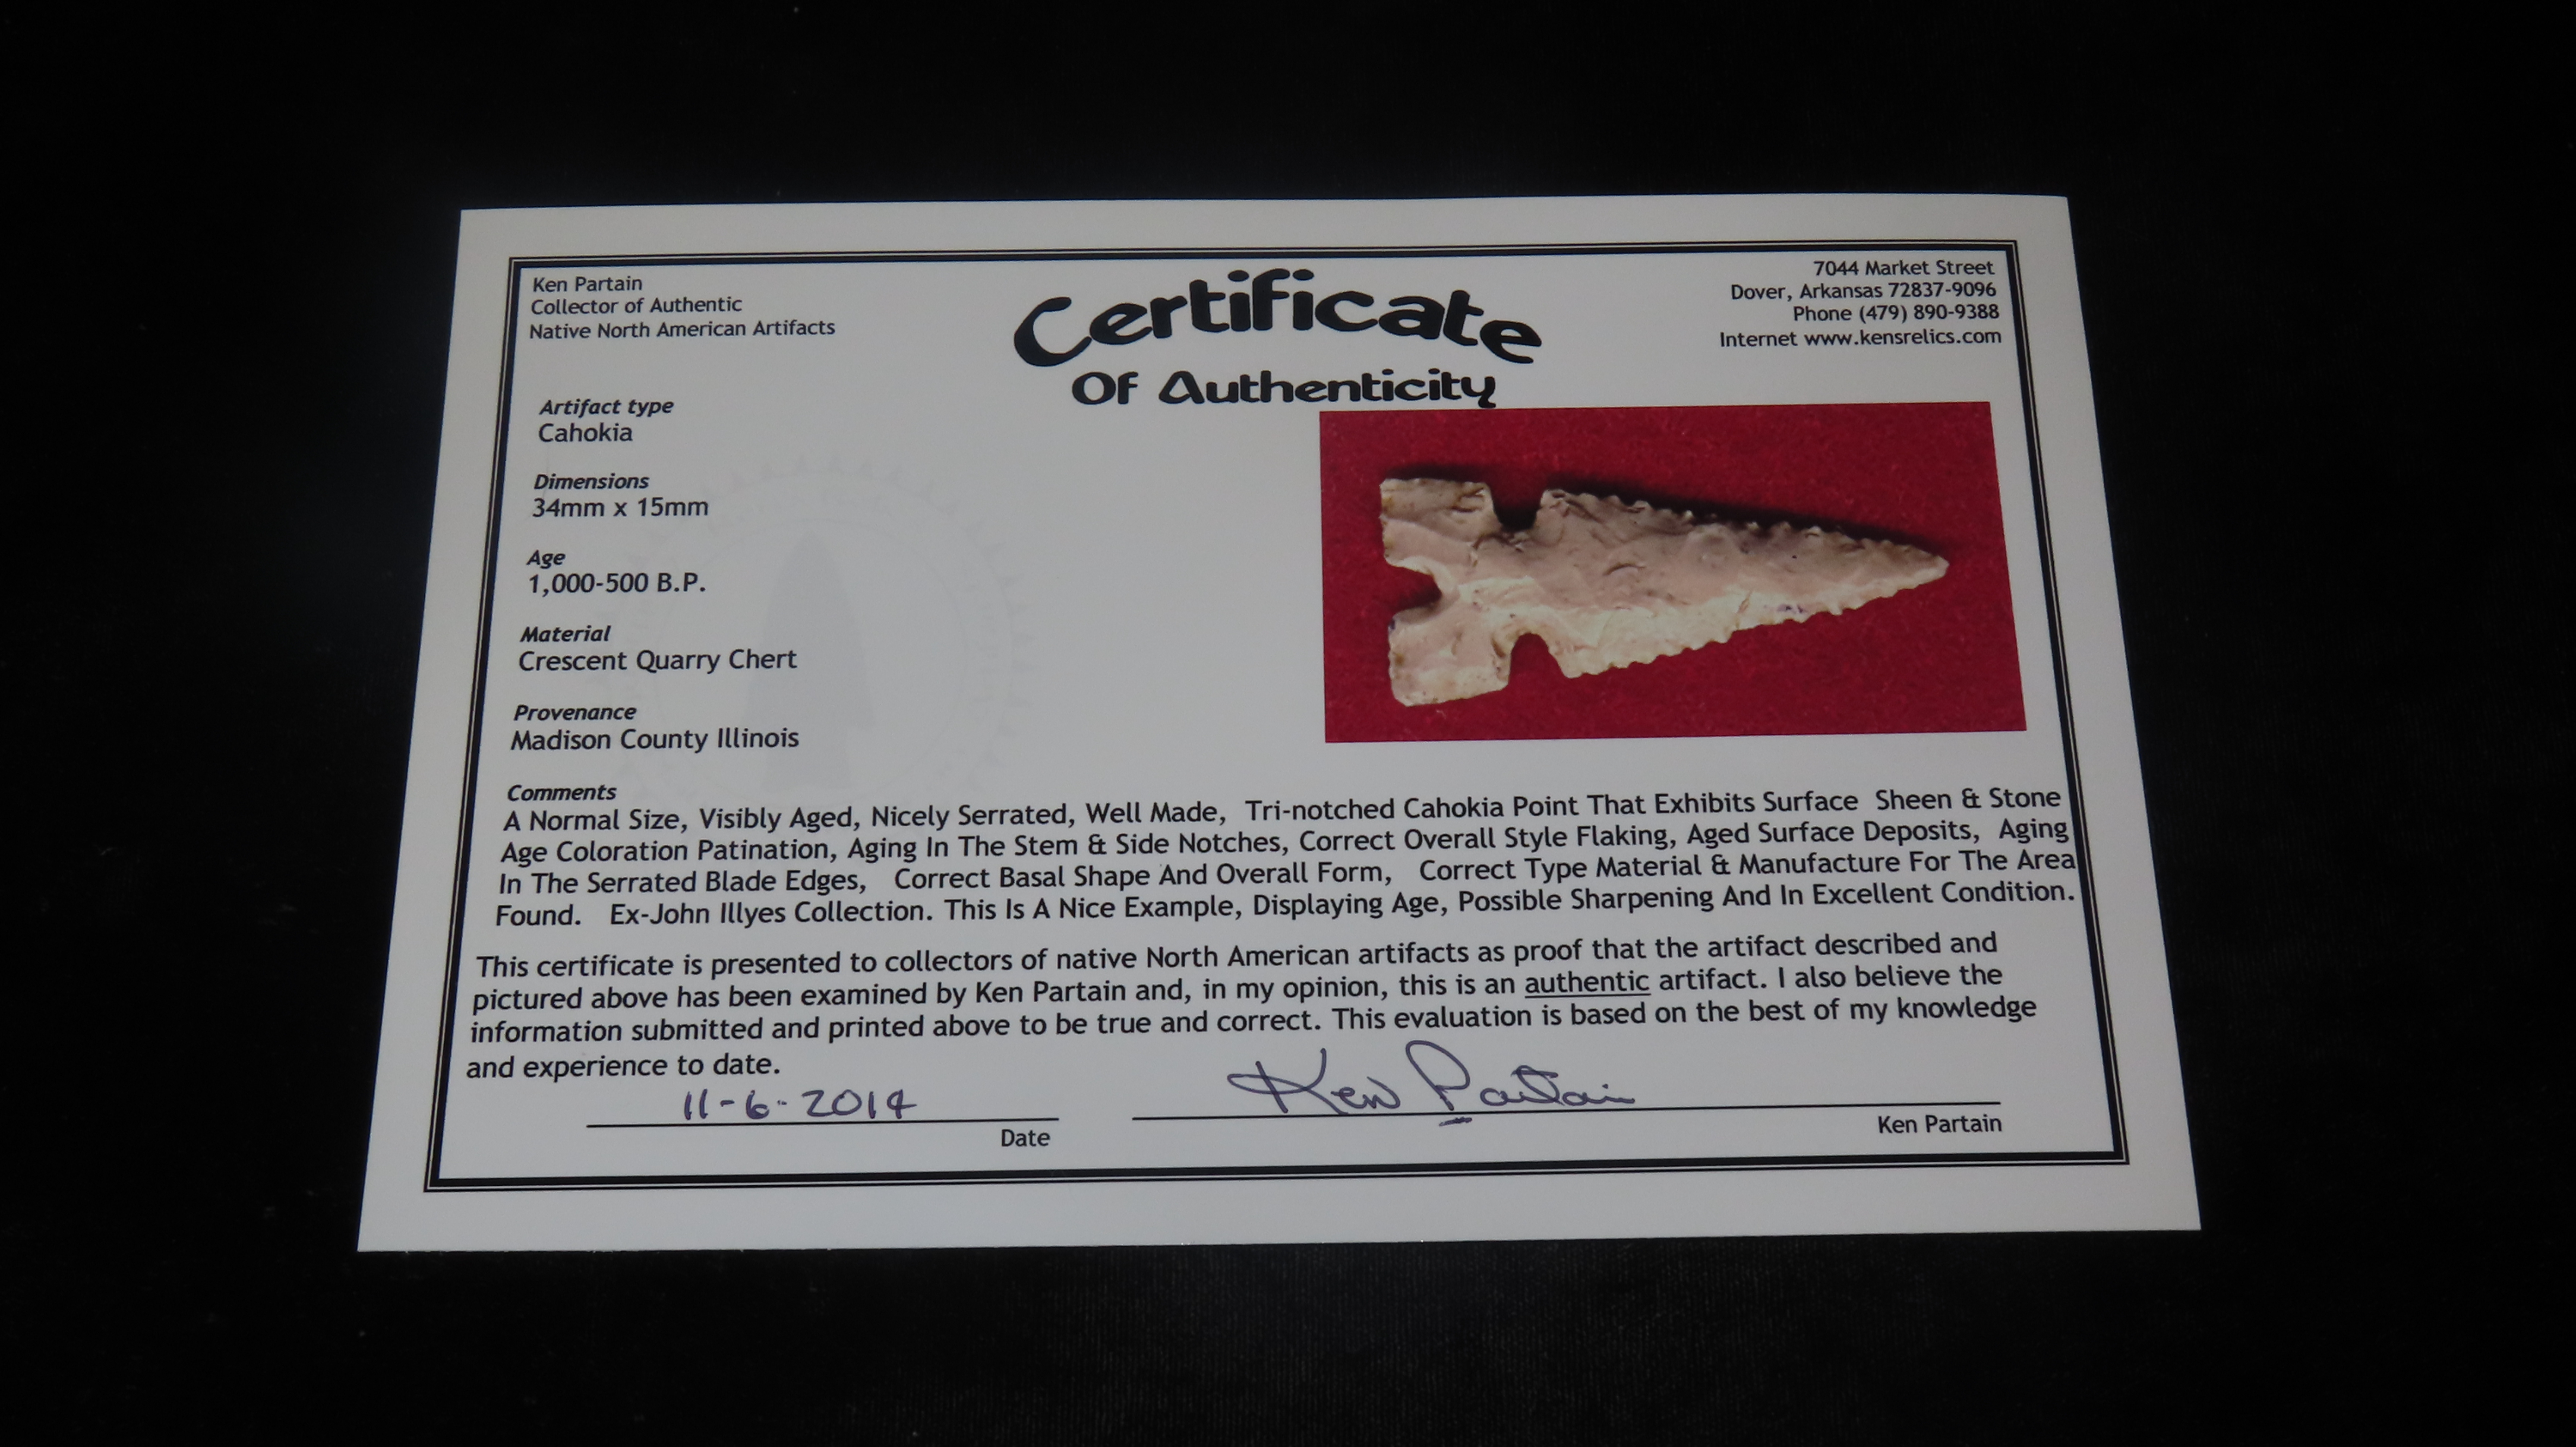 Ken Partain
Collector of Authentic
Native North American Artifacts
Certificate
Of Authenticity
7044 Market Street
Dover, Arkansas 72837-9096
Phone (479) 890-9388
Internet www.kensrelics.com
Artifact type
Cahokia
Dimensions
34mm x 15mm
Age
1,000-500 B.P.
Material
Crescent Quarry Chert
Provenance
Madison County Illinois
Comments
A Normal Size, Visibly Aged, Nicely Serrated, Well Made, Tri-notched Cahokia Point That Exhibits Surface Sheen & Stone
Age Coloration Patination, Aging In The Stem & Side Notches, Correct Overall Style Flaking, Aged Surface Deposits, Aging
In The Serrated Blade Edges, Correct Basal Shape And Overall Form, Correct Type Material & Manufacture For The Area
Found. Ex-John Illyes Collection. This Is A Nice Example, Displaying Age, Possible Sharpening And In Excellent Condition.
This certificate is presented to collectors of native North American artifacts as proof that the artifact described and
pictured above has been examined by Ken Partain and, in my opinion, this is an authentic artifact. I also believe the
information submitted and printed above to be true and correct. This evaluation is based on the best of my knowledge
and experience to date.
11-6-2014
Ken Partain
Date
Ken Partain